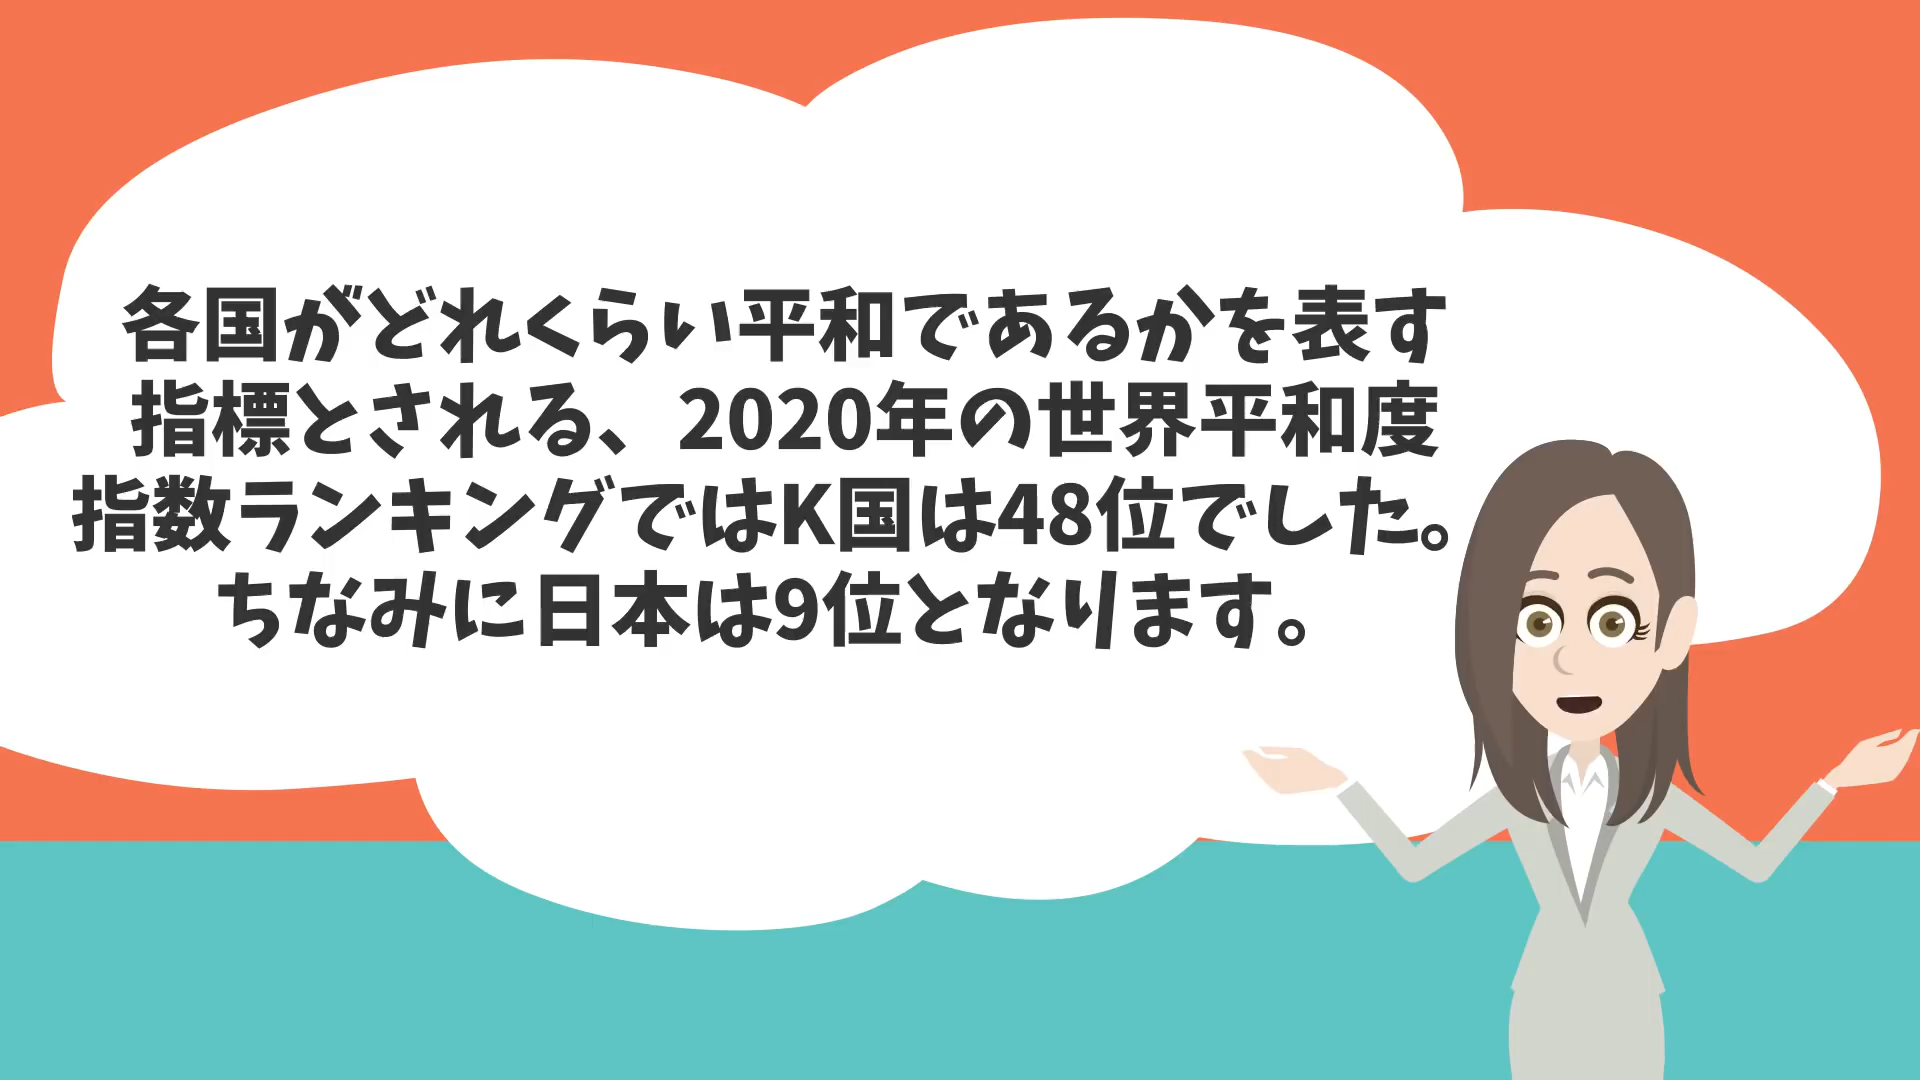 各国がどれくらい平和であるかを表す
指標とされる、2020年の世界平和度
指数ランキングではK国は48位でした。
ちなみに日本は9位となります。